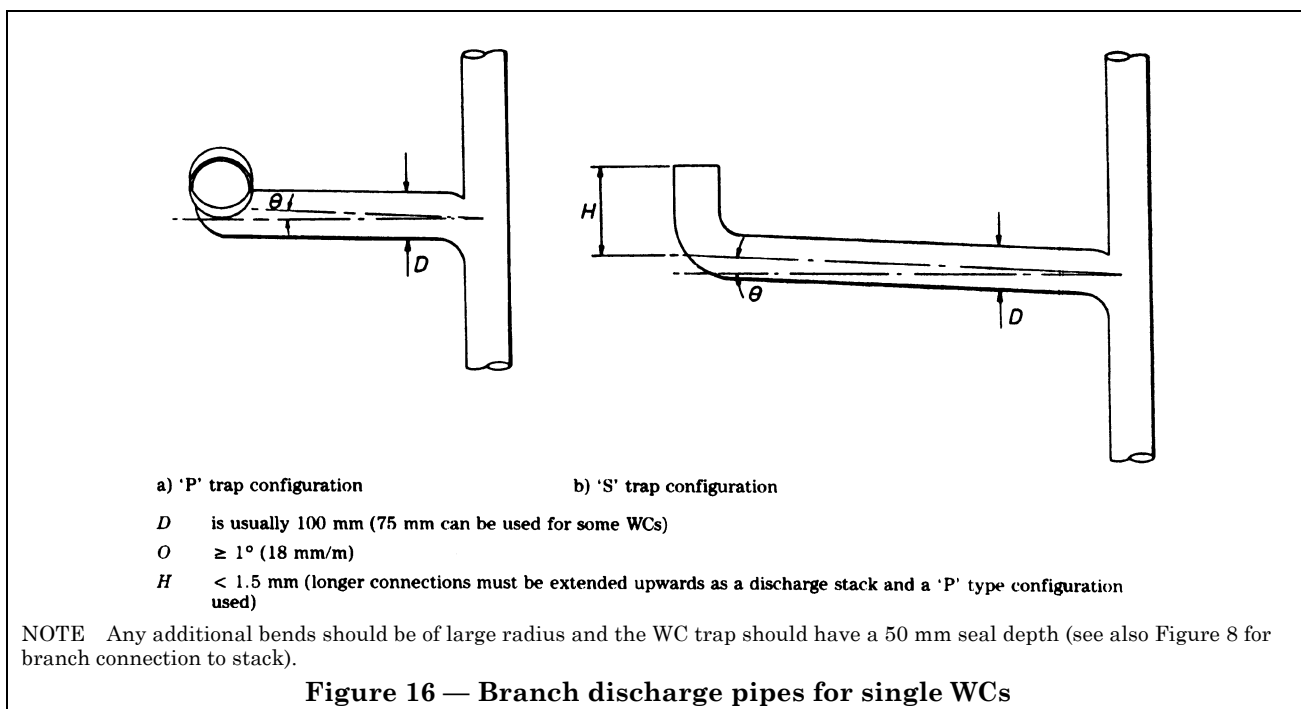 θ
D
H
θ
D
a) ‘P’ trap configuration b) ‘S’ trap configuration
D is usually 100 mm (75 mm can be used for some WCs)
O ≥ 1° (18 mm/m)
H < 1.5 mm (longer connections must be extended upwards as a discharge stack and a ‘P’ type configuration
used)
NOTE Any additional bends should be of large radius and the WC trap should have a 50 mm seal depth (see also Figure 8 for
branch connection to stack).
Figure 16 — Branch discharge pipes for single WCs